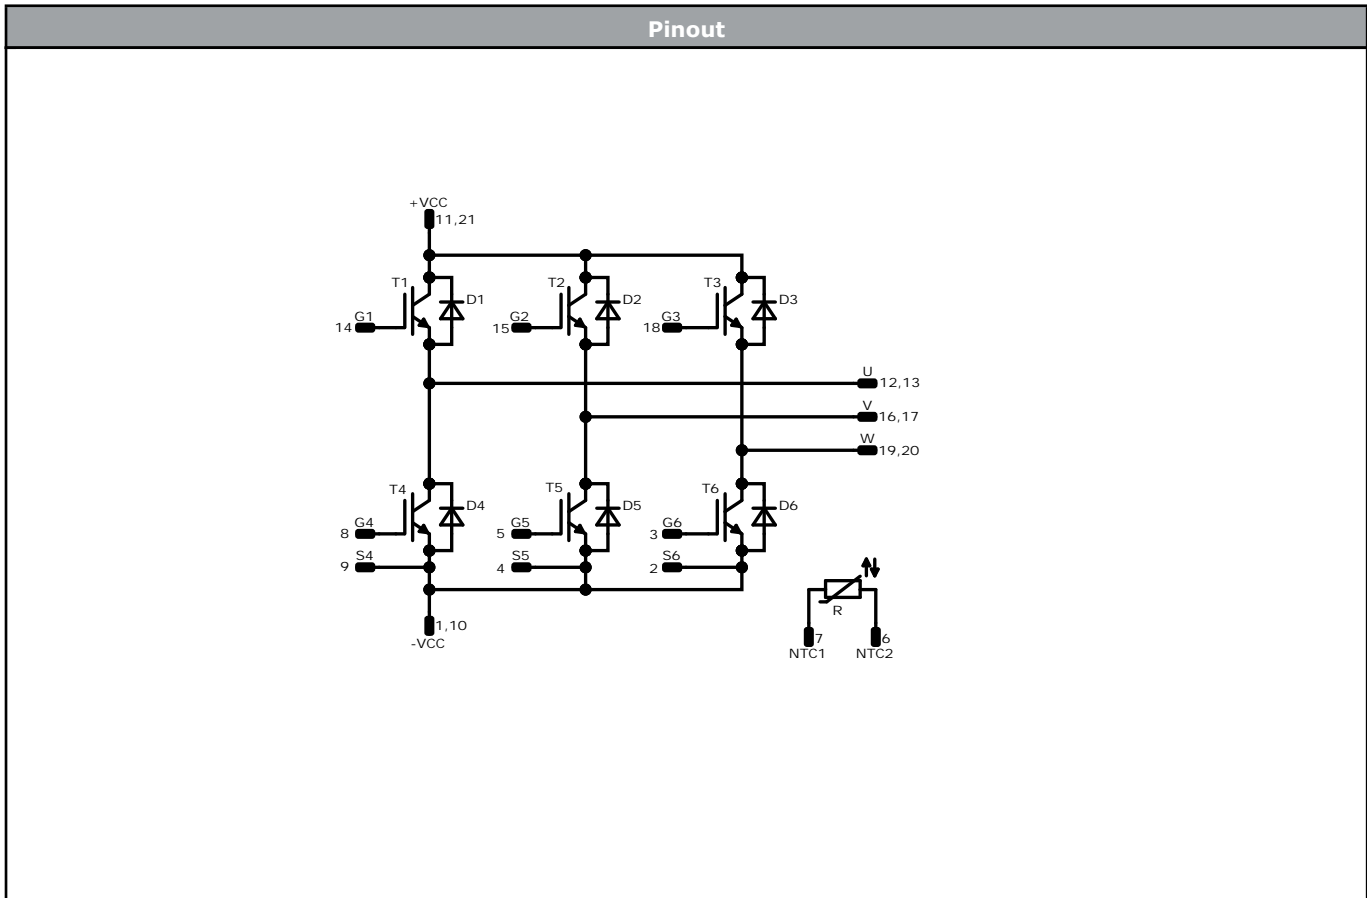 Pinout
+VCC
11,21
T1
D1
G1
14
T2
D2
G2
15
T3
D3
G3
18
U
12,13
V
16,17
W
19,20
T4
D4
G4
8
S4
9
T5
D5
G5
5
S5
4
T6
D6
G6
3
S6
2
1,10
-VCC
R
7
NTC1
6
NTC2